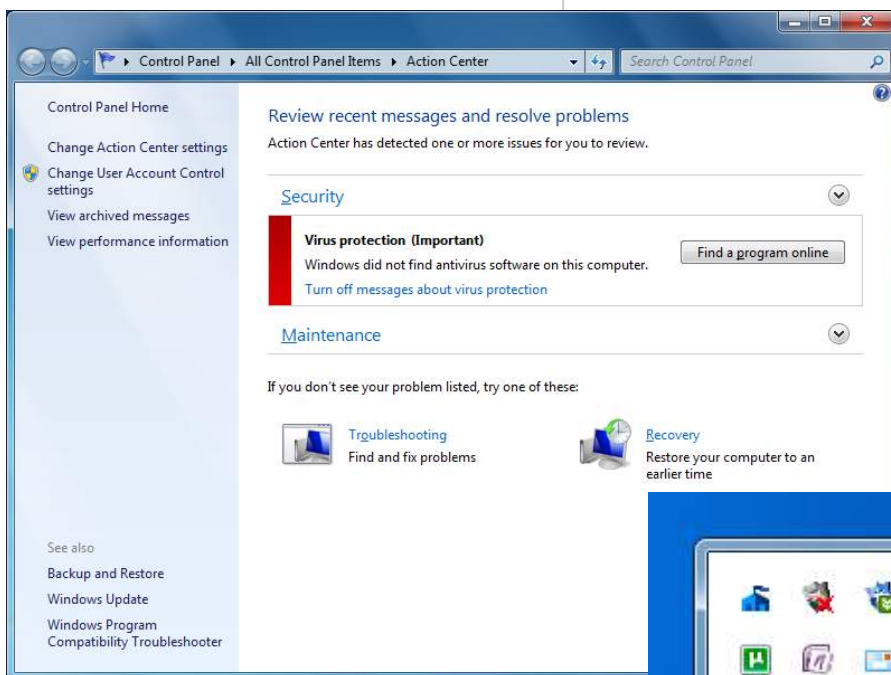 Control Panel ▸ All Control Panel Items ▸ Action Center
Search Control Panel
Control Panel Home
Change Action Center settings
Change User Account Control
settings
View archived messages
View performance information
See also
Backup and Restore
Windows Update
Windows Program
Compatibility Troubleshooter
Review recent messages and resolve problems
Action Center has detected one or more issues for you to review.
Security
Virus protection (Important)
Windows did not find antivirus software on this computer.
Find a program online
Turn off messages about virus protection
Maintenance
If you don't see your problem listed, try one of these:
Troubleshooting
Find and fix problems
Recovery
Restore your computer to an
earlier time